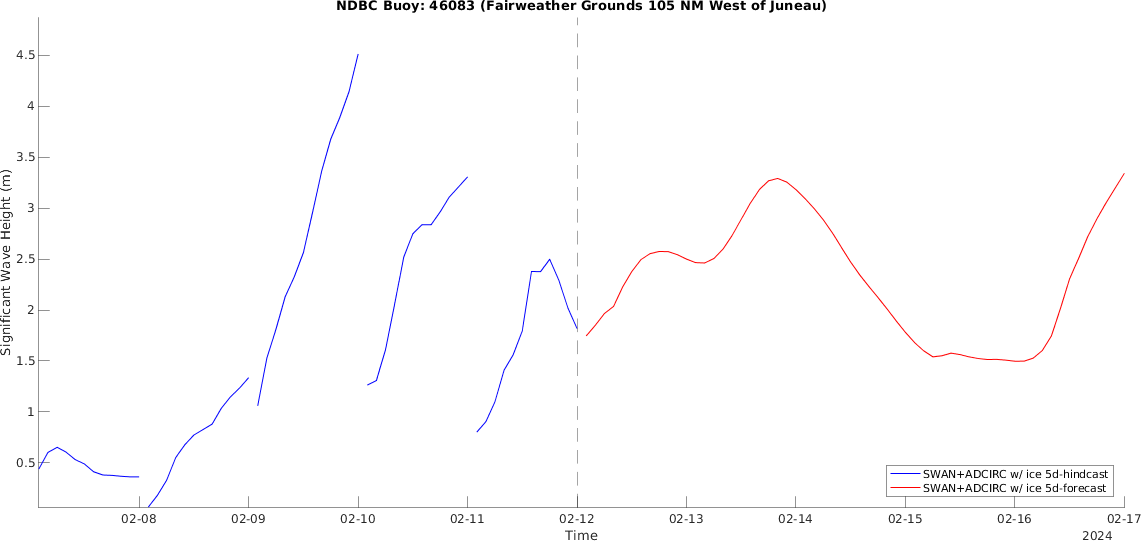 NDBC Buoy: 46083 (Fairweather Grounds 105 NM West of Juneau)
4.5
4
3.5
3
2.5
2
1.5
1
0.5
Significant Wave Height (m)
SWAN+ADCIRC w/ ice 5d-hindcast
SWAN+ADCIRC w/ ice 5d-forecast
02-08 02-09 02-10 02-11 02-12 02-13 02-14 02-15 02-16 02-17
Time
2024